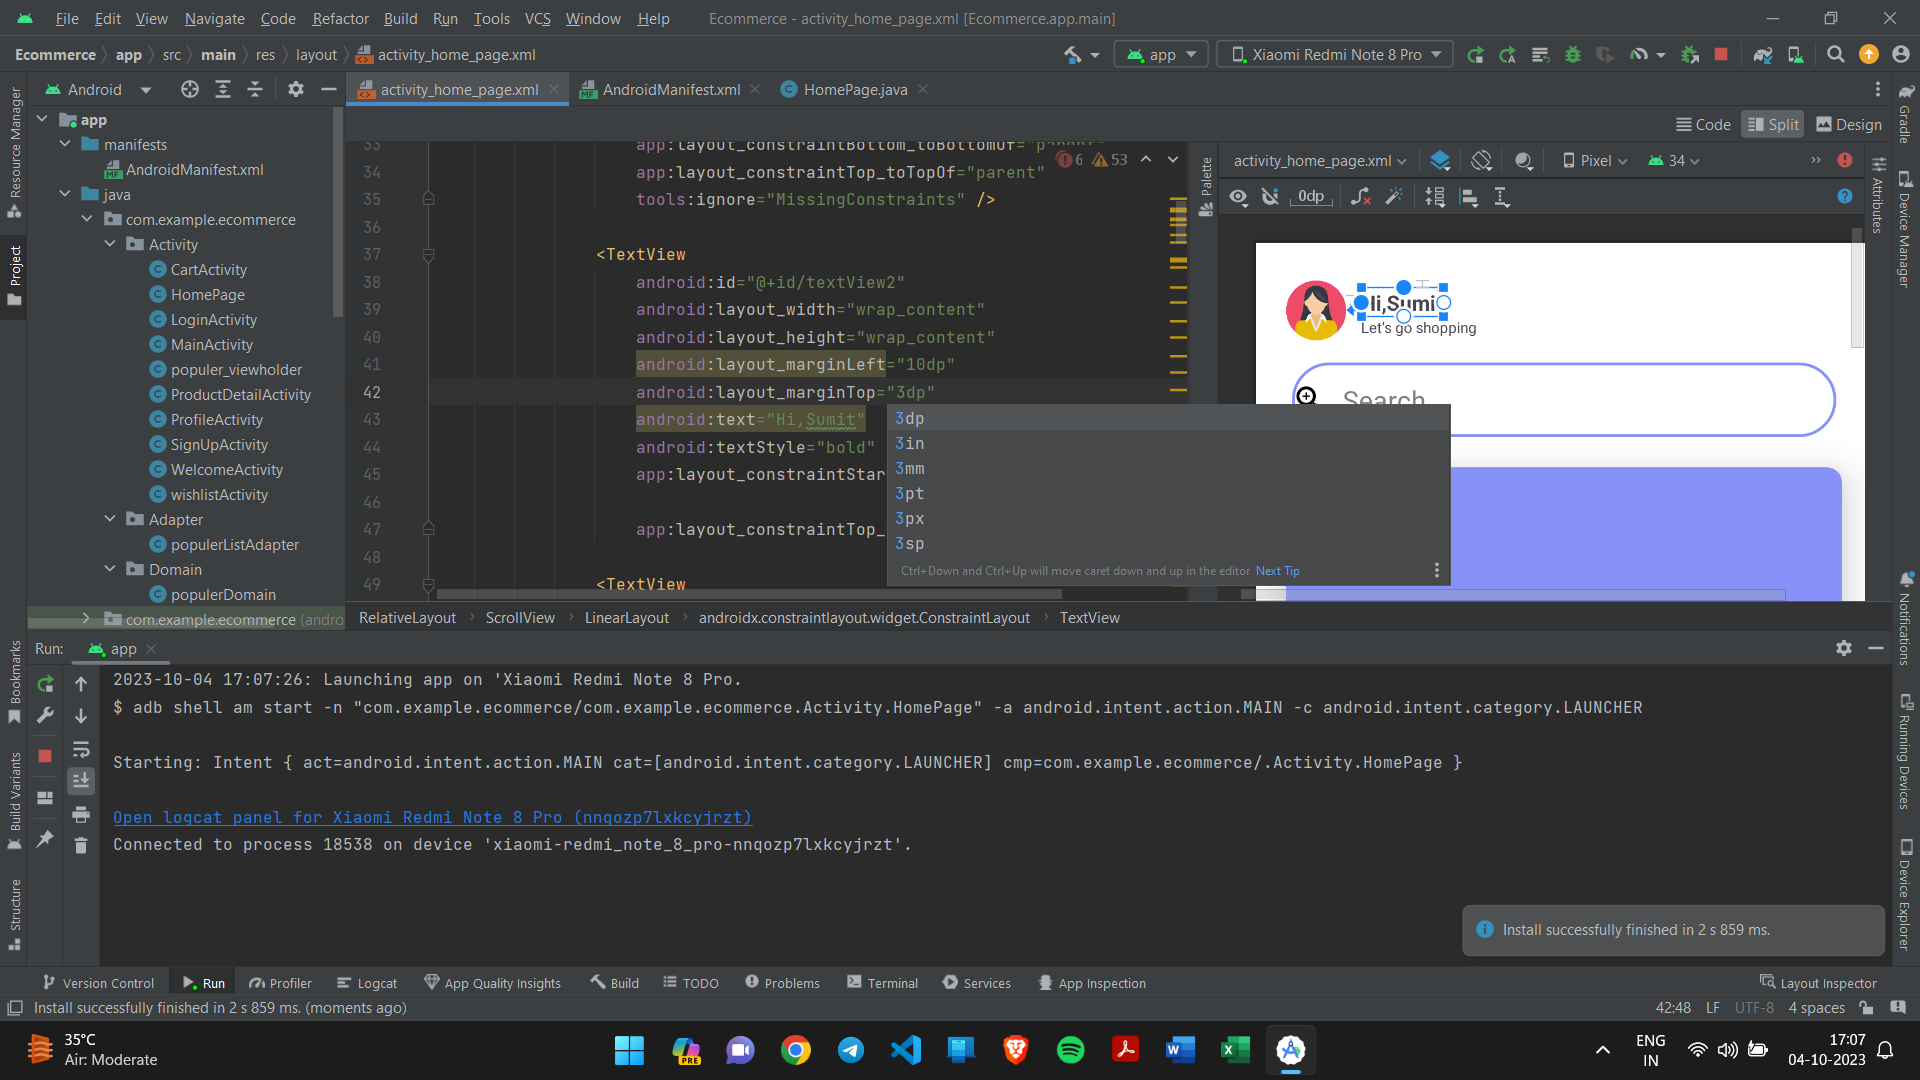 File Edit View Navigate Code Refactor Build Run Tools VCS Window Help Ecommerce - activity_home_page.xml [Ecommerce.app.main]
Ecommerce app src main res layout activity_home_page.xml app Xiaomi Redmi Note 8 Pro
Android activity_home_page.xml AndroidManifest.xml HomePage.java
Code Split Design
Resource Manager
Project
Bookmarks
Build Variants
Structure
app
manifests
AndroidManifest.xml
java
com.example.ecommerce
Activity
CartActivity
HomePage
LoginActivity
MainActivity
populer_viewholder
ProductDetailActivity
ProfileActivity
SignUpActivity
WelcomeActivity
wishlistActivity
Adapter
populerListAdapter
Domain
populerDomain
com.example.ecommerce (andro
6 53
33 app:layout_constraintBottom_toBottomOf="parent"
34 app:layout_constraintTop_toTopOf="parent"
35 tools:ignore="MissingConstraints" />
36
37 <TextView
38 android:id="@+id/textView2"
39 android:layout_width="wrap_content"
40 android:layout_height="wrap_content"
41 android:layout_marginLeft="10dp"
42 android:layout_marginTop="3dp"
43 android:text="Hi,Sumit"
44 android:textStyle="bold"
45 app:layout_constraintStar
46
47 app:layout_constraintTop_
48
49 <TextView
3dp
3in
3mm
3pt
3px
3sp
Ctrl+Down and Ctrl+Up will move caret down and up in the editor Next Tip
Palette
activity_home_page.xml Pixel 34
0dp
Let's go shopping
Search
Attributes
Gradle
Device Manager
Notifications
Running Devices
Device Explorer
RelativeLayout ScrollView LinearLayout androidx.constraintlayout.widget.ConstraintLayout TextView
Run: app
2023-10-04 17:07:26: Launching app on 'Xiaomi Redmi Note 8 Pro.
$ adb shell am start -n "com.example.ecommerce/com.example.ecommerce.Activity.HomePage" -a android.intent.action.MAIN -c android.intent.category.LAUNCHER
Starting: Intent { act=android.intent.action.MAIN cat=[android.intent.category.LAUNCHER] cmp=com.example.ecommerce/.Activity.HomePage }
Open logcat panel for Xiaomi Redmi Note 8 Pro (nnqozp7lxkcyjrzt)
Connected to process 18538 on device 'xiaomi-redmi_note_8_pro-nnqozp7lxkcyjrzt'.
Install successfully finished in 2 s 859 ms.
Version Control Run Profiler Logcat App Quality Insights Build TODO Problems Terminal Services App Inspection Layout Inspector
Install successfully finished in 2 s 859 ms. (moments ago) 42:48 LF UTF-8 4 spaces
35°C
Air: Moderate
PRE
ENG
IN
17:07
04-10-2023